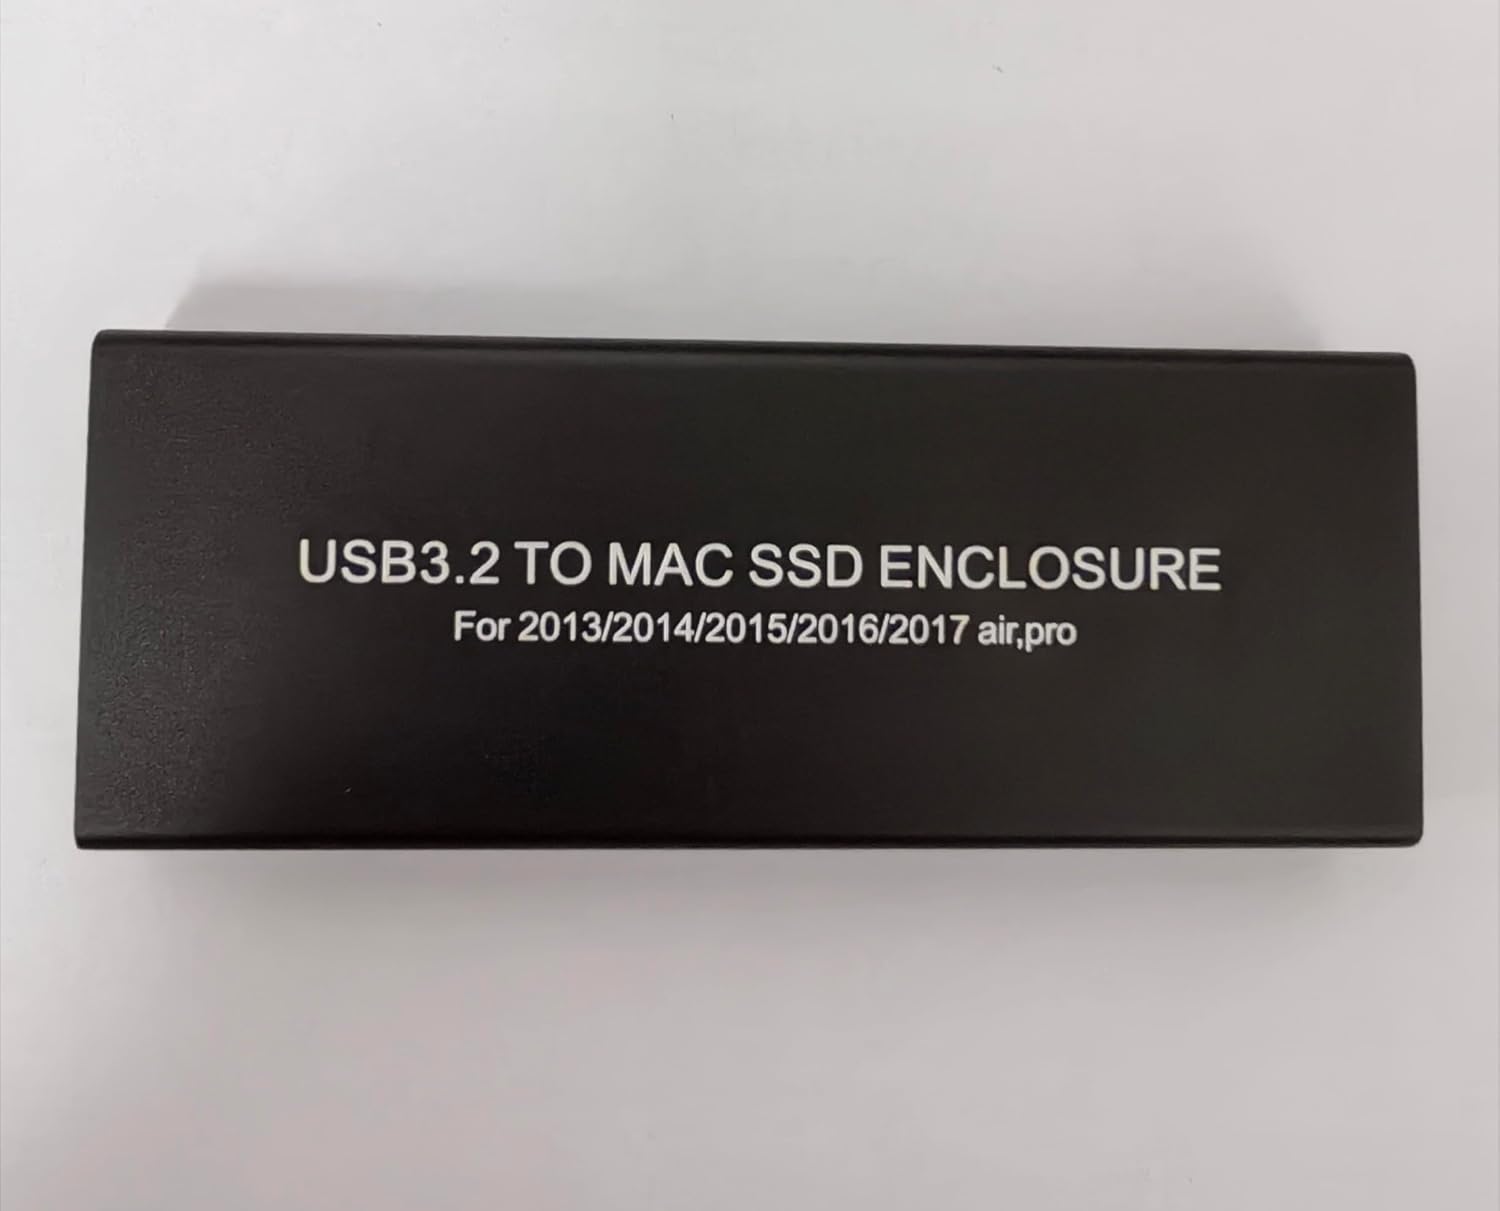 USB3.2 TO MAC SSD ENCLOSURE
For 2013/2014/2015/2016/2017 air,pro